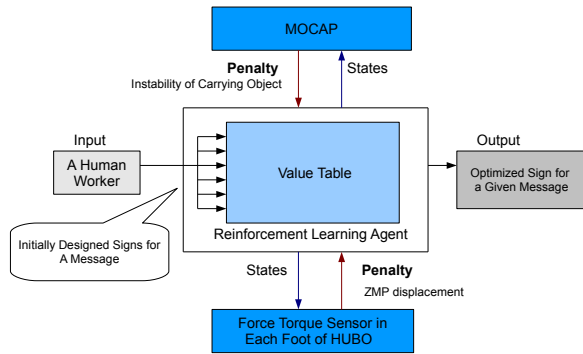 MOCAP
Penalty
States
Instability of Carrying Object
Input
Output
A Human
Worker
Value Table
Optimized Sign for
a Given Message
Initially Designed Signs for
A Message
Reinforcement Learning Agent
States
Penalty
ZMP displacement
Force Torque Sensor in
Each Foot of HUBO